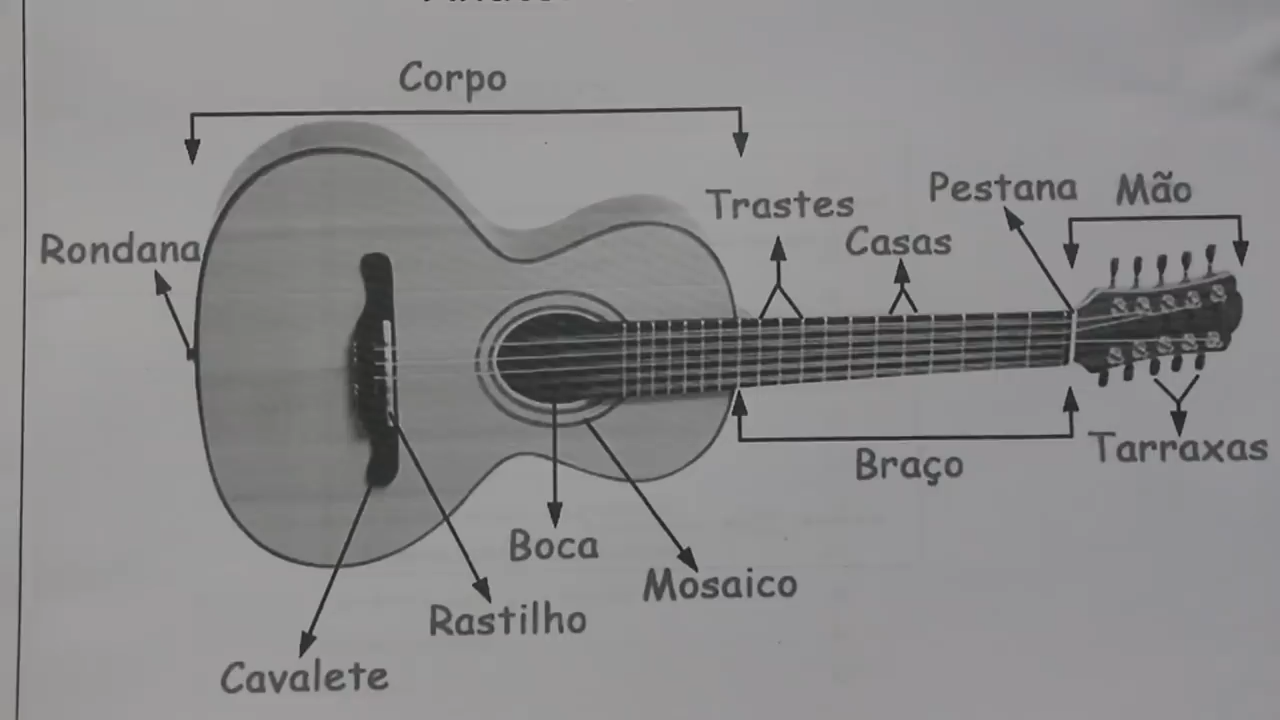 Corpo
Pestana
Mão
Trastes
Casas
Rondana
Tarraxas
Braço
Boca
Mosaico
Rastilho
Cavalete